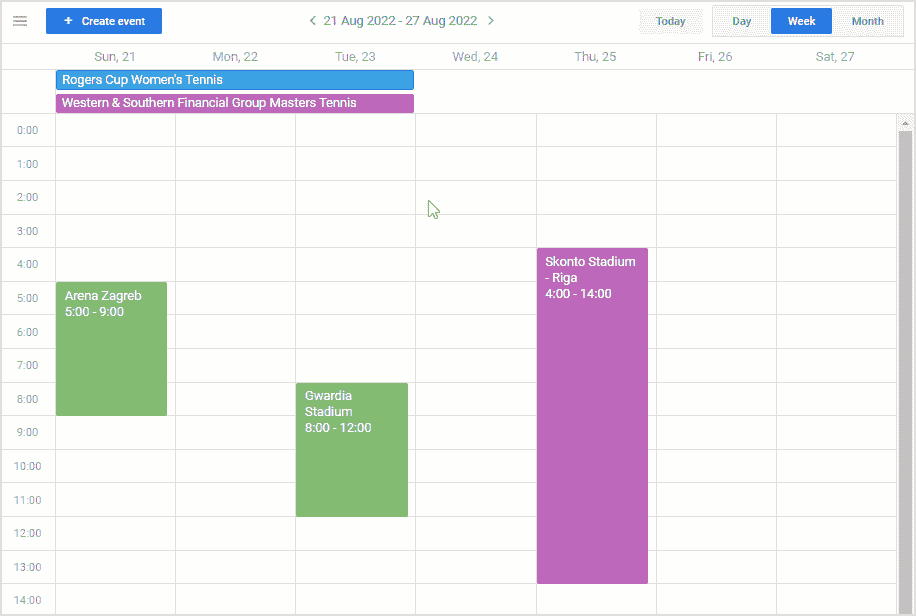 + Create event
21 Aug 2022 - 27 Aug 2022
Today
Day
Week
Month
Sun, 21
Mon, 22
Tue, 23
Wed, 24
Thu, 25
Fri, 26
Sat, 27
Rogers Cup Women's Tennis
Western & Southern Financial Group Masters Tennis
0:00
1:00
2:00
3:00
4:00
5:00
6:00
7:00
8:00
9:00
10:00
11:00
12:00
13:00
14:00
Arena Zagreb
5:00 - 9:00
Gwardia
Stadium
8:00 - 12:00
Skonto Stadium
- Riga
4:00 - 14:00